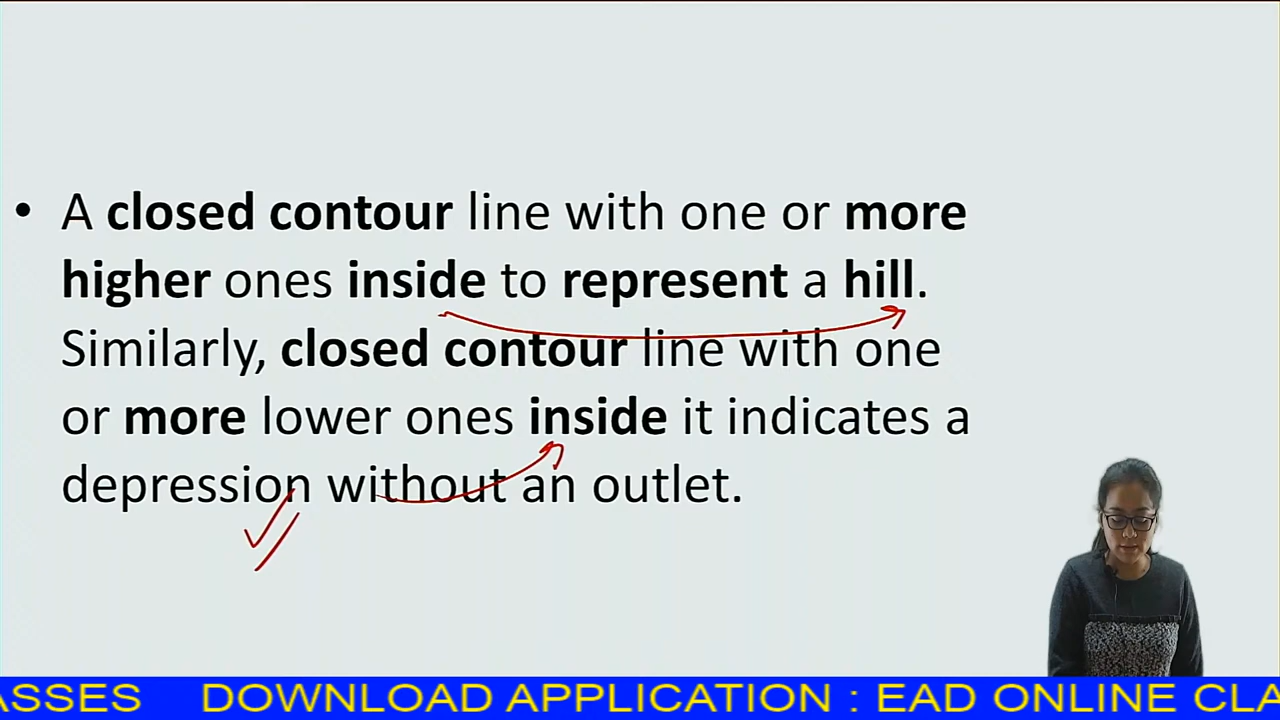 • A closed contour line with one or more
higher ones inside to represent a hill.
Similarly, closed contour line with one
or more lower ones inside it indicates a
depression without an outlet.
ASSES DOWNLOAD APPLICATION : EAD ONLINE CLA